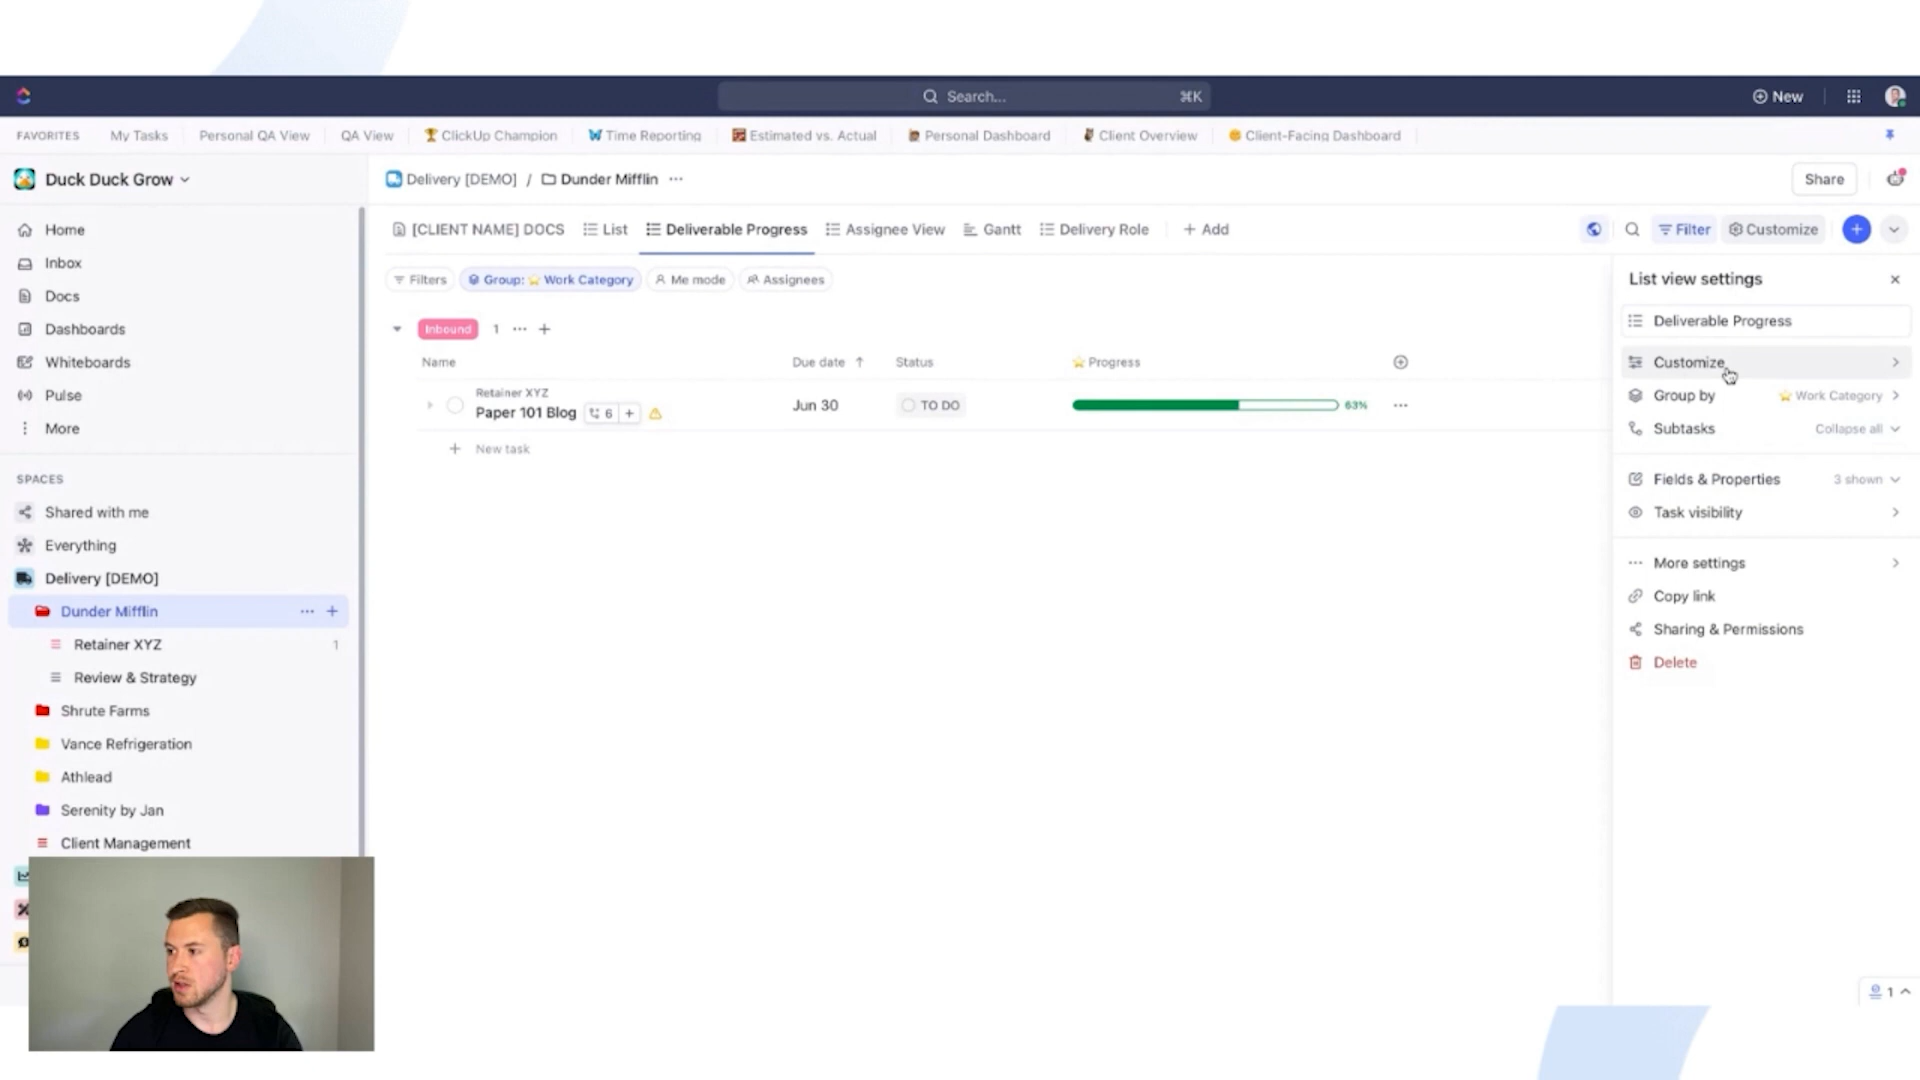 Search... ⌘K
New
FAVORITES My Tasks Personal QA View QA View ClickUp Champion Time Reporting Estimated vs. Actual Personal Dashboard Client Overview Client-Facing Dashboard
Duck Duck Grow
Delivery [DEMO] / Dunder Mifflin ...
Share
Home
Inbox
Docs
Dashboards
Whiteboards
Pulse
More
SPACES
Shared with me
Everything
Delivery [DEMO]
Dunder Mifflin ... +
Retainer XYZ 1
Review & Strategy
Shrute Farms
Vance Refrigeration
Athlead
Serenity by Jan
Client Management
[CLIENT NAME] DOCS List Deliverable Progress Assignee View Gantt Delivery Role + Add
Filter Customize
Filters Group: Work Category Me mode Assignees
Inbound 1 ... +
Name Due date ↑ Status Progress
Retainer XYZ
Paper 101 Blog 6 + Jun 30 TO DO 63% ...
+ New task
List view settings
Deliverable Progress
Customize
Group by Work Category
Subtasks Collapse all
Fields & Properties 3 shown
Task visibility
More settings
Copy link
Sharing & Permissions
Delete
1